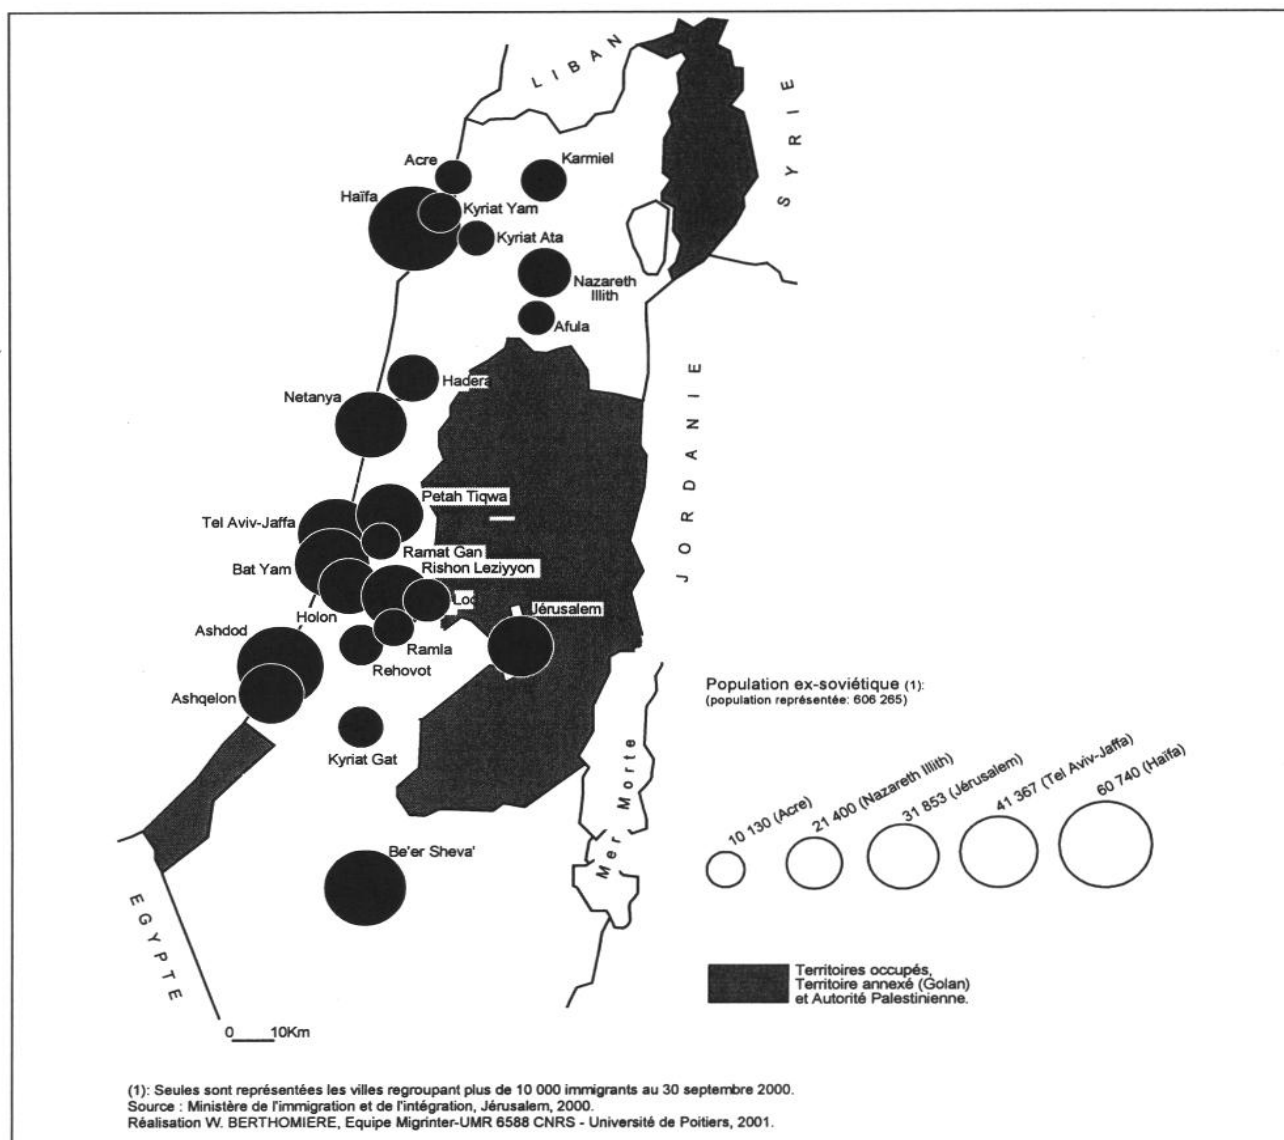 LIBAN
SYRIE
Acre
Karmiel
Haïfa
Kyriat Yam
Kyriat Ata
Nazareth
Illith
Afula
JORDANIE
Hadera
Netanya
Petah Tiqwa
Tel Aviv-Jaffa
Ramat Gan
Bat Yam
Rishon Leziyyon
Lod
Holon
Jérusalem
Ashdod
Ramla
Rehovot
Ashqelon
Kyriat Gat
Mer Morte
Be'er Sheva'
EGYPTE
0 10Km
Population ex-soviétique (1):
(population représentée: 606 265)
10 130 (Acre)
21 400 (Nazareth Illith)
31 853 (Jérusalem)
41 367 (Tel Aviv-Jaffa)
60 740 (Haïfa)
Territoires occupés,
Territoire annexé (Golan)
et Autorité Palestinienne.
(1): Seules sont représentées les villes regroupant plus de 10 000 immigrants au 30 septembre 2000.
Source : Ministère de l'immigration et de l'intégration, Jérusalem, 2000.
Réalisation W. BERTHOMIERE, Equipe Migrinter-UMR 6588 CNRS - Université de Poitiers, 2001.